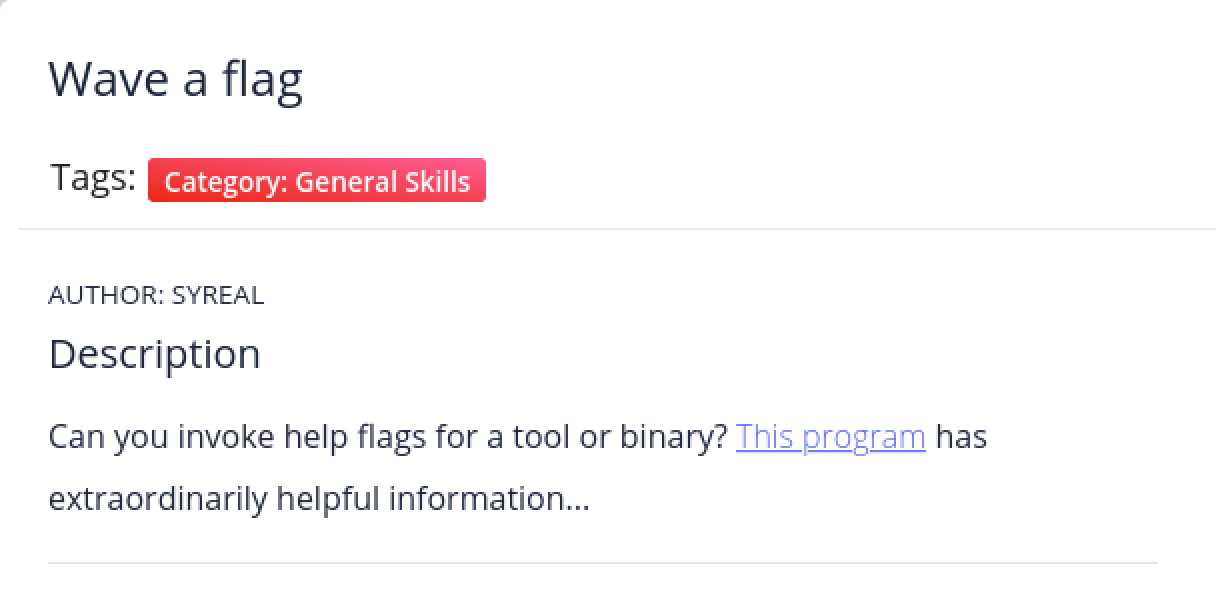 Wave a flag
Tags: Category: General Skills
AUTHOR: SYREAL
Description
Can you invoke help flags for a tool or binary? This program has
extraordinarily helpful information...